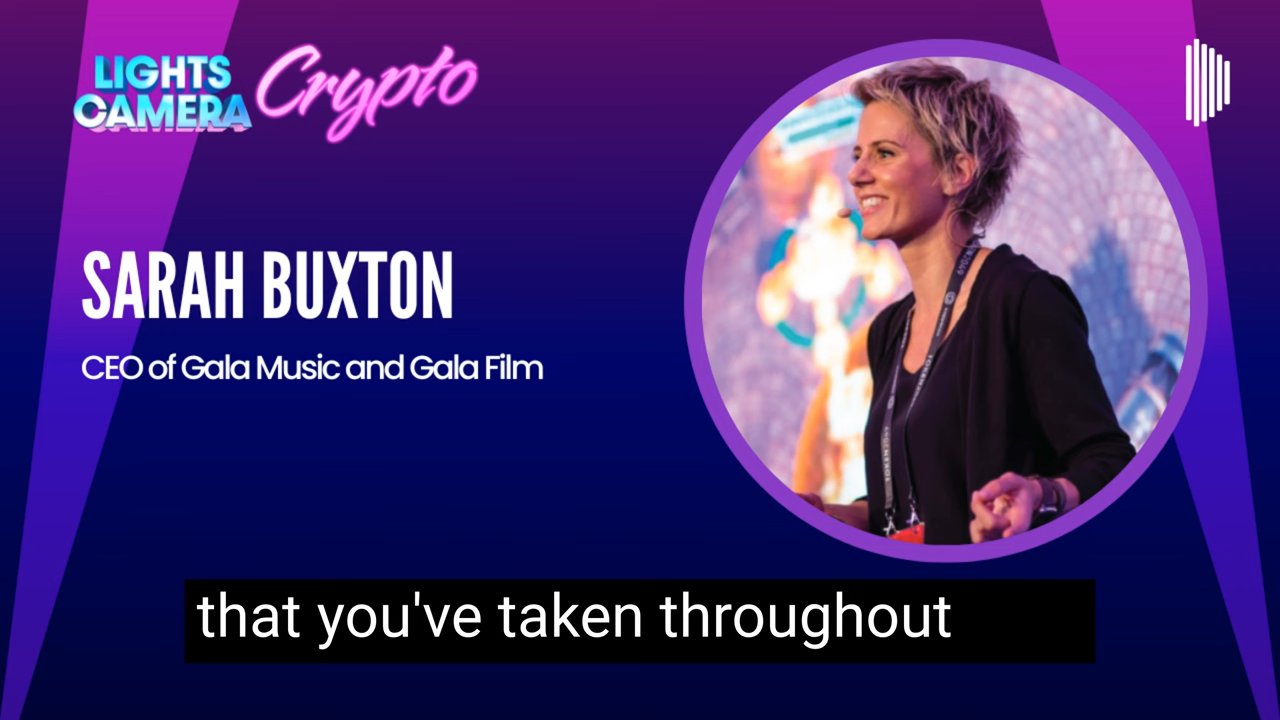 LIGHTS
CAMERA
Crypto
SARAH BUXTON
CEO of Gala Music and Gala Film
that you've taken throughout